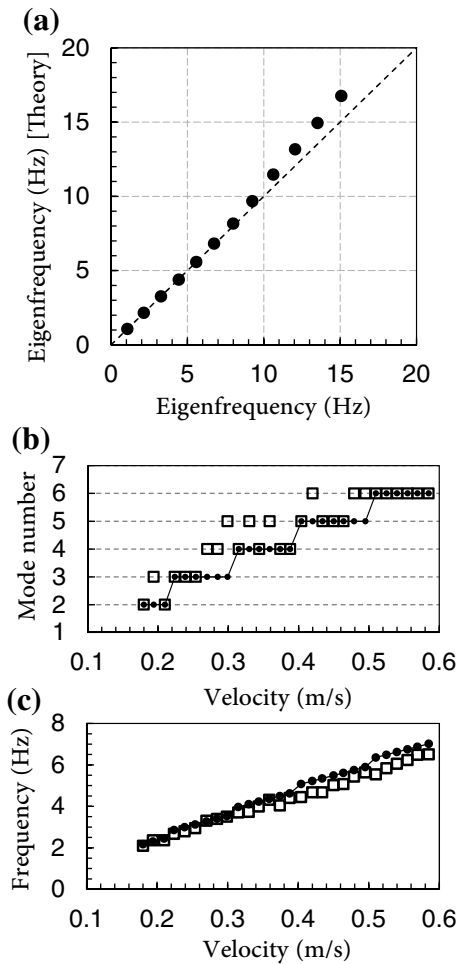 (a)
Eigenfrequency (Hz) [Theory]
20
15
10
5
0
0 5 10 15 20
Eigenfrequency (Hz)
(b)
Mode number
7
6
5
4
3
2
1
0.1 0.2 0.3 0.4 0.5 0.6
Velocity (m/s)
(c)
Frequency (Hz)
8
6
4
2
0
0.1 0.2 0.3 0.4 0.5 0.6
Velocity (m/s)